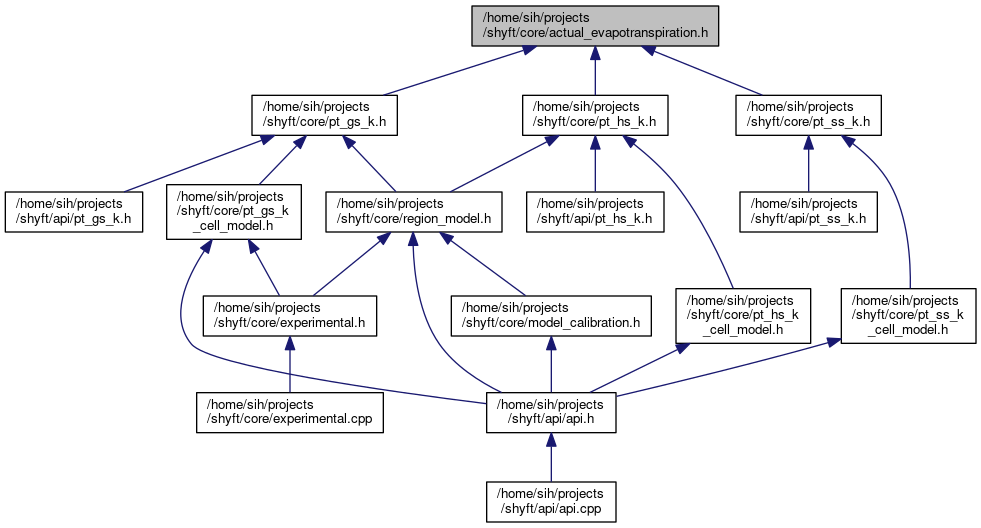 /home/sih/projects
/shyft/core/actual_evapotranspiration.h
/home/sih/projects
/shyft/core/pt_gs_k.h
/home/sih/projects
/shyft/core/pt_hs_k.h
/home/sih/projects
/shyft/core/pt_ss_k.h
/home/sih/projects
/shyft/api/pt_gs_k.h
/home/sih/projects
/shyft/core/pt_gs_k
_cell_model.h
/home/sih/projects
/shyft/core/region_model.h
/home/sih/projects
/shyft/api/pt_hs_k.h
/home/sih/projects
/shyft/api/pt_ss_k.h
/home/sih/projects
/shyft/core/experimental.h
/home/sih/projects
/shyft/core/model_calibration.h
/home/sih/projects
/shyft/core/pt_hs_k
_cell_model.h
/home/sih/projects
/shyft/core/pt_ss_k
_cell_model.h
/home/sih/projects
/shyft/core/experimental.cpp
/home/sih/projects
/shyft/api/api.h
/home/sih/projects
/shyft/api/api.cpp